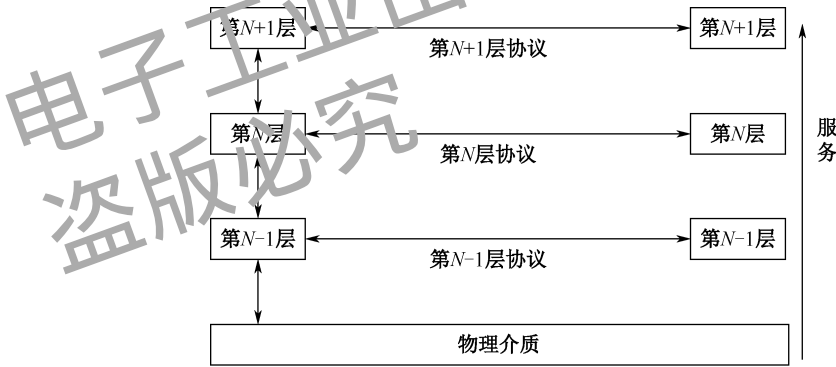 第N+1层
第N+1层
第N+1层协议
第N层
第N层
第N层协议
服务
第N-1层
第N-1层
第N-1层协议
物理介质
电子工业出
盗版必究